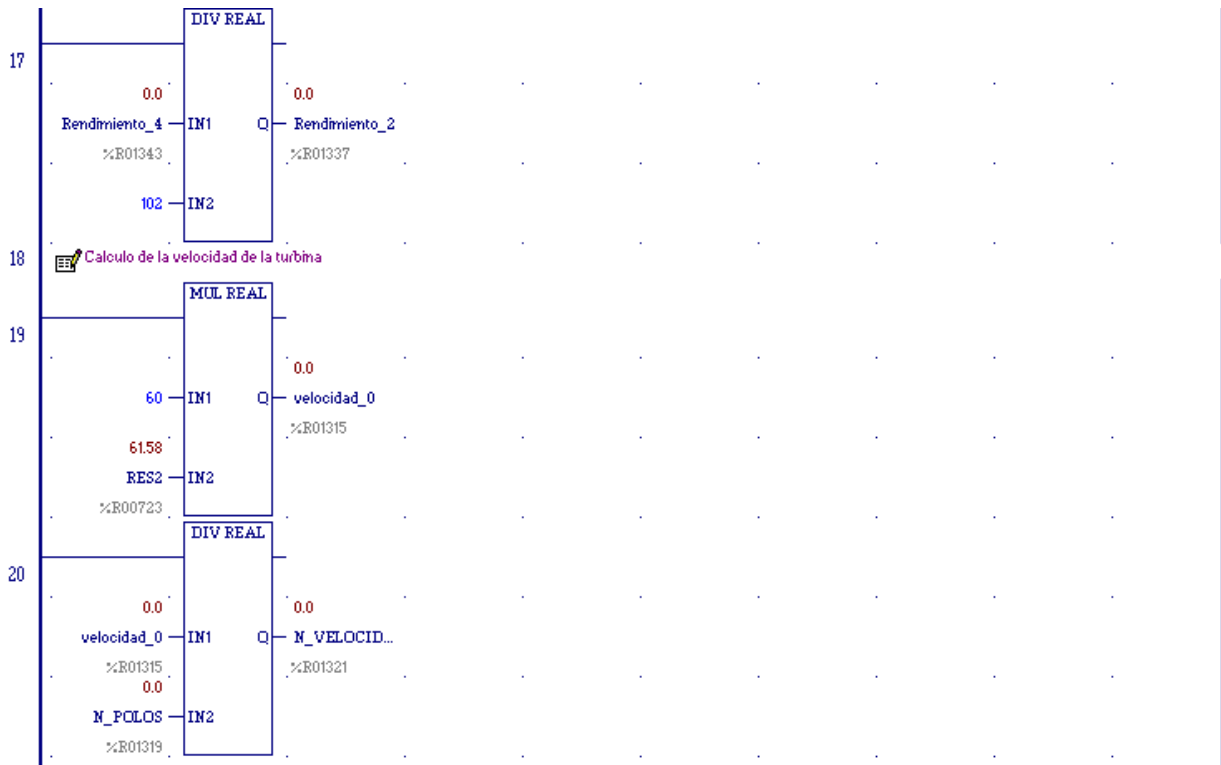 DIV REAL
17
0.0 0.0
Rendimiento_4 IN1 Q Rendimiento_2
%R01343 %R01337
102 IN2
18 Calculo de la velocidad de la turbina
MUL REAL
19
0.0
60 IN1 Q velocidad_0
%R01315
61.58
RES2 IN2
%R00723
DIV REAL
20
0.0 0.0
velocidad_0 IN1 Q N_VELOCID...
%R01315 %R01321
0.0
N_POLOS IN2
%R01319